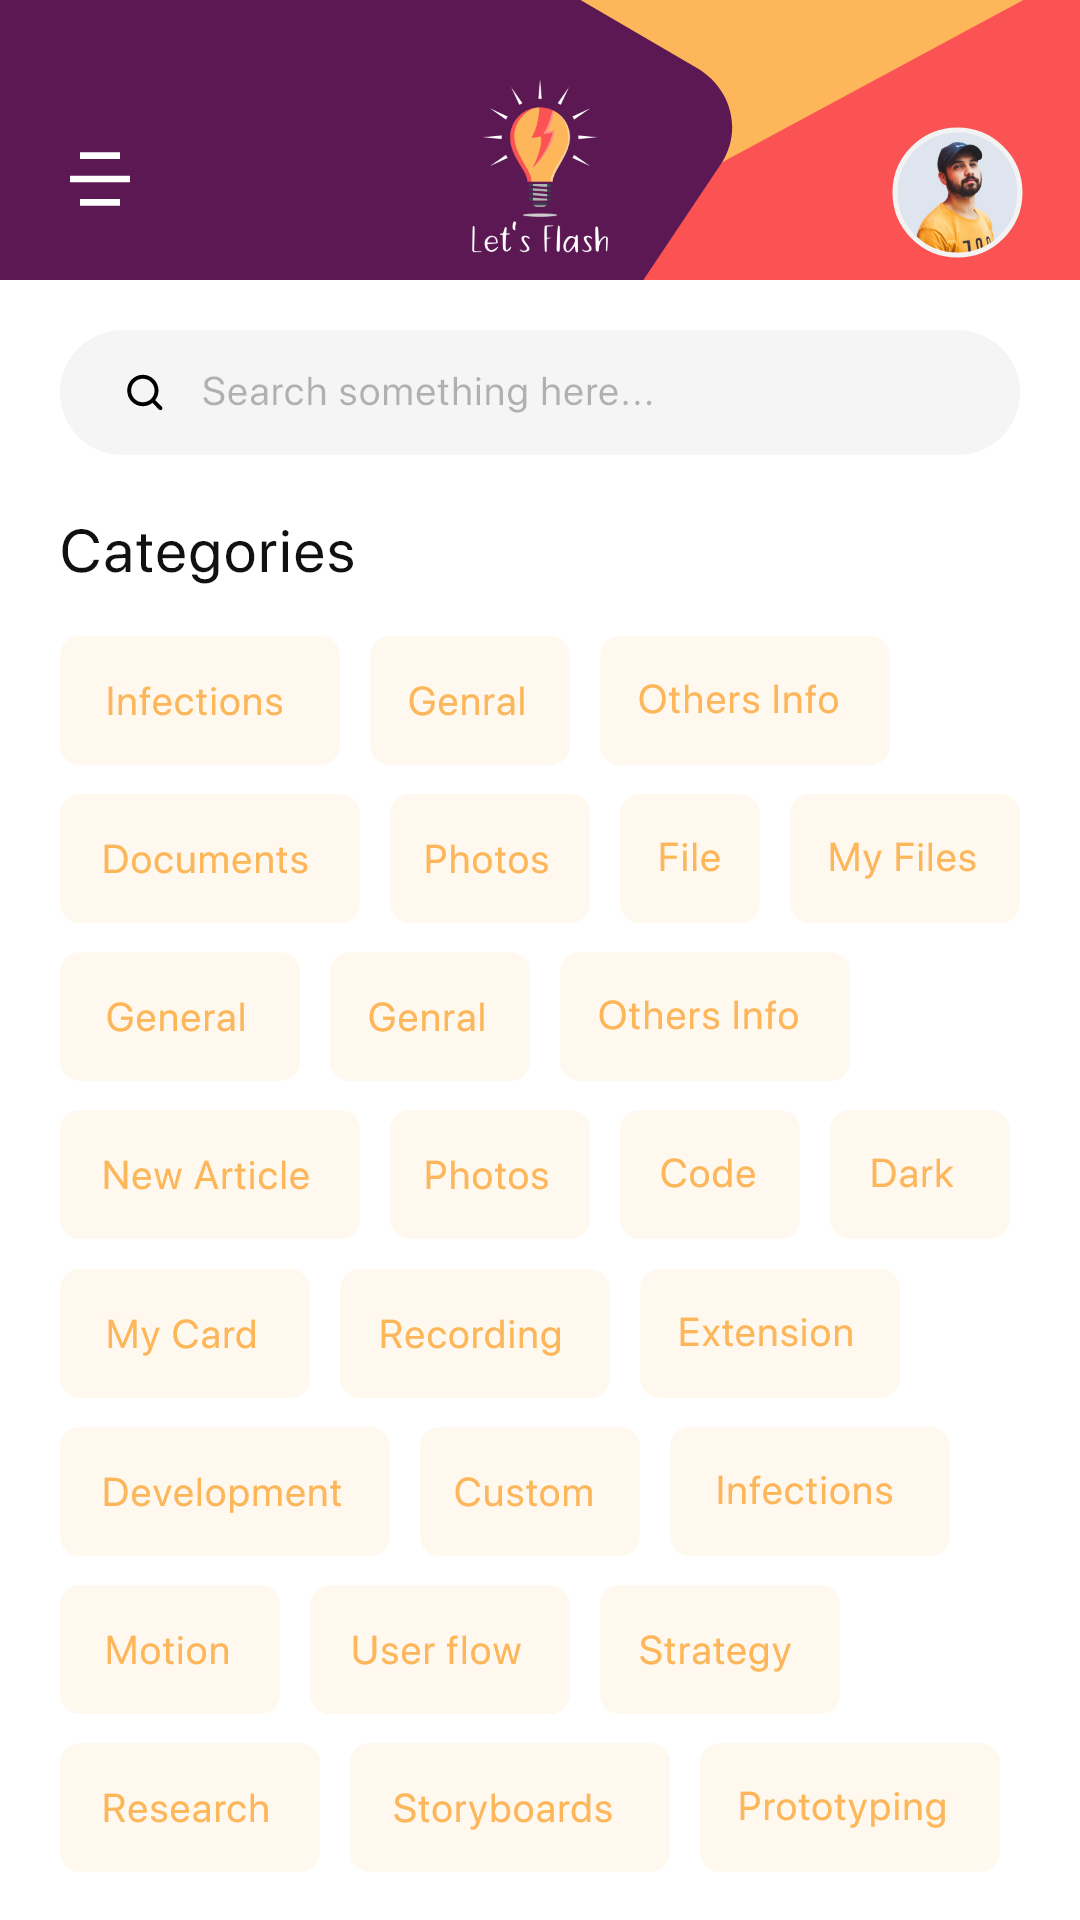 Let's Flash
Search something here...
Categories
Infections Genral Others Info
Documents Photos File My Files
General Genral Others Info
New Article Photos Code Dark
My Card Recording Extension
Development Custom Infections
Motion User flow Strategy
Research Storyboards Prototyping